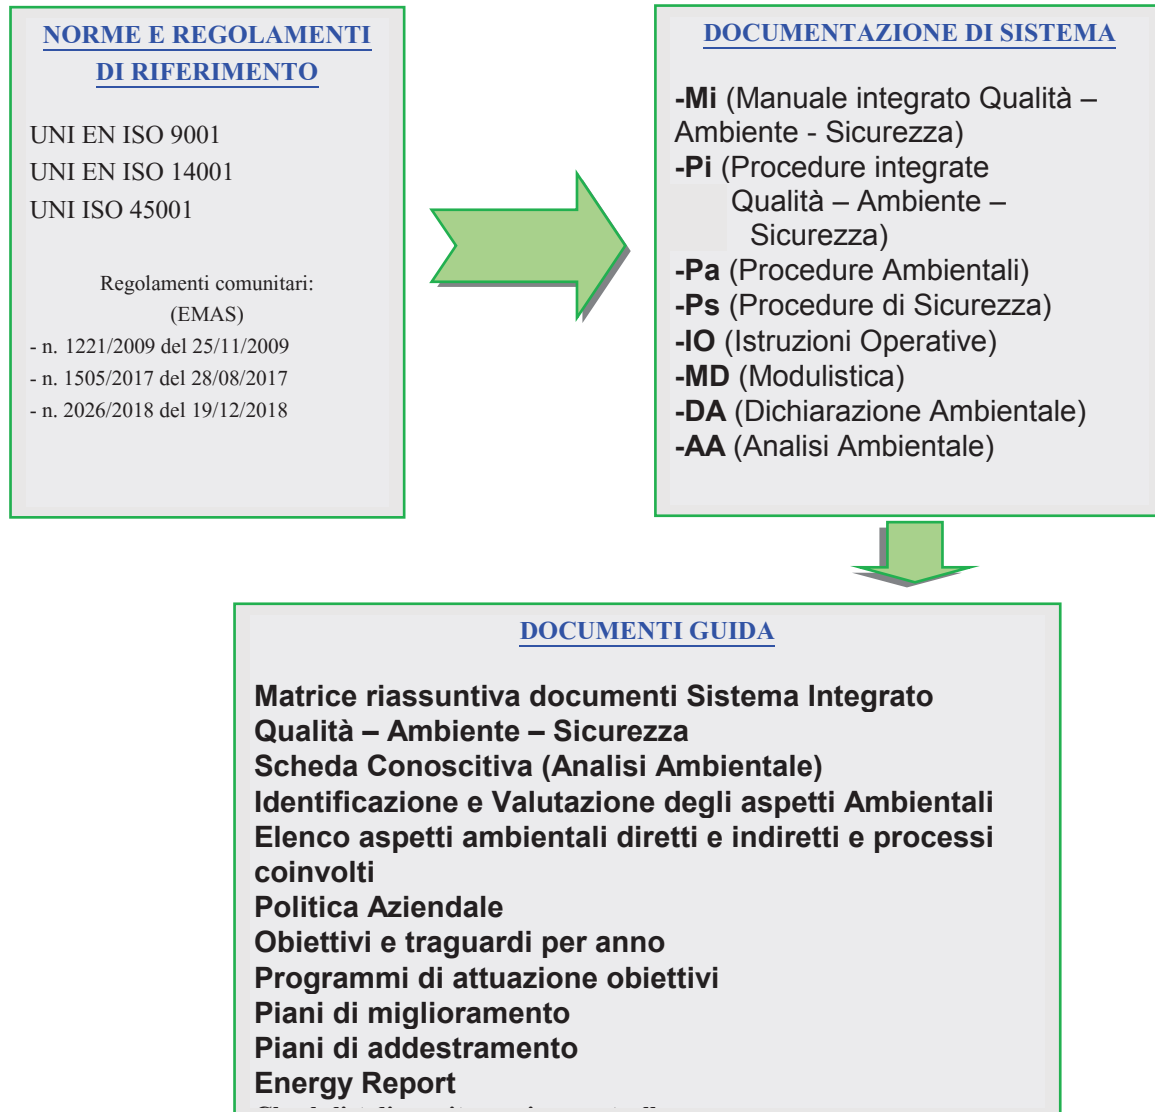 NORME E REGOLAMENTI
DI RIFERIMENTO
UNI EN ISO 9001
UNI EN ISO 14001
UNI ISO 45001
Regolamenti comunitari:
(EMAS)
- n. 1221/2009 del 25/11/2009
- n. 1505/2017 del 28/08/2017
- n. 2026/2018 del 19/12/2018
DOCUMENTAZIONE DI SISTEMA
-Mi (Manuale integrato Qualità –
Ambiente - Sicurezza)
-Pi (Procedure integrate
Qualità – Ambiente –
Sicurezza)
-Pa (Procedure Ambientali)
-Ps (Procedure di Sicurezza)
-IO (Istruzioni Operative)
-MD (Modulistica)
-DA (Dichiarazione Ambientale)
-AA (Analisi Ambientale)
DOCUMENTI GUIDA
Matrice riassuntiva documenti Sistema Integrato
Qualità – Ambiente – Sicurezza
Scheda Conoscitiva (Analisi Ambientale)
Identificazione e Valutazione degli aspetti Ambientali
Elenco aspetti ambientali diretti e indiretti e processi
coinvolti
Politica Aziendale
Obiettivi e traguardi per anno
Programmi di attuazione obiettivi
Piani di miglioramento
Piani di addestramento
Energy Report